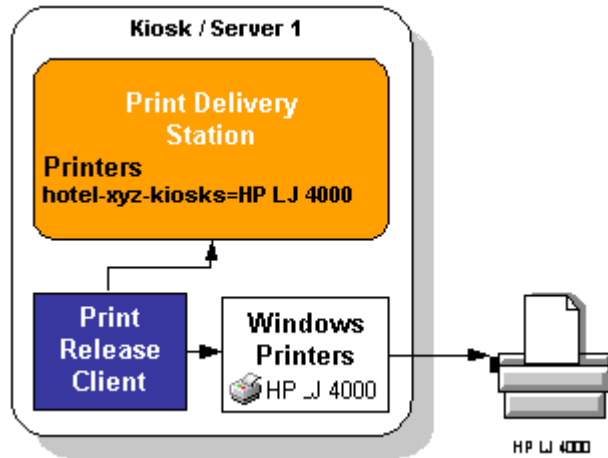 Kiosk / Server 1
Print Delivery
Station
Printers
hotel-xyz-kiosks=HP LJ 4000
Print
Release
Client
Windows
Printers
HP LJ 4000
HP LJ 4000